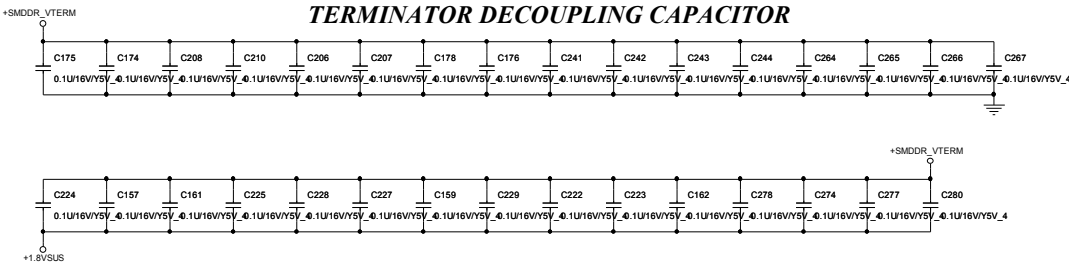 TERMINATOR DECOUPLING CAPACITOR
+SMDDR_VTERM
C175 C174 C208 C210 C206 C207 C178 C176 C241 C242 C243 C244 C264 C265 C266 C267
0.1U/16V/Y5V_4 0.1U/16V/Y5V_4 0.1U/16V/Y5V_4 0.1U/16V/Y5V_4 0.1U/16V/Y5V_4 0.1U/16V/Y5V_4 0.1U/16V/Y5V_4 0.1U/16V/Y5V_4 0.1U/16V/Y5V_4 0.1U/16V/Y5V_4 0.1U/16V/Y5V_4 0.1U/16V/Y5V_4 0.1U/16V/Y5V_4 0.1U/16V/Y5V_4 0.1U/16V/Y5V_4 0.1U/16V/Y5V_4
+SMDDR_VTERM
C224 C157 C161 C225 C228 C227 C159 C229 C222 C223 C162 C278 C274 C277 C280
0.1U/16V/Y5V_4 0.1U/16V/Y5V_4 0.1U/16V/Y5V_4 0.1U/16V/Y5V_4 0.1U/16V/Y5V_4 0.1U/16V/Y5V_4 0.1U/16V/Y5V_4 0.1U/16V/Y5V_4 0.1U/16V/Y5V_4 0.1U/16V/Y5V_4 0.1U/16V/Y5V_4 0.1U/16V/Y5V_4 0.1U/16V/Y5V_4 0.1U/16V/Y5V_4 0.1U/16V/Y5V_4
+1.8VSUS